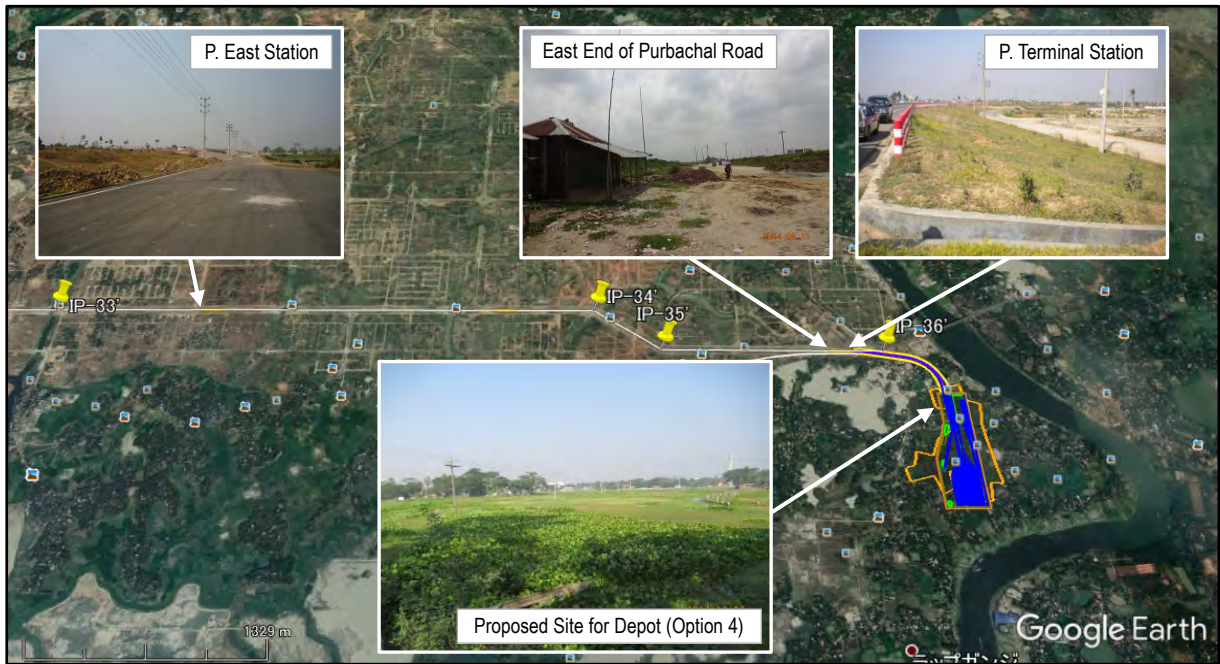 P. East Station
East End of Purbachal Road
P. Terminal Station
IP-33'
IP-34'
IP-35'
IP-36'
Proposed Site for Depot (Option 4)
1329 m
Google Earth